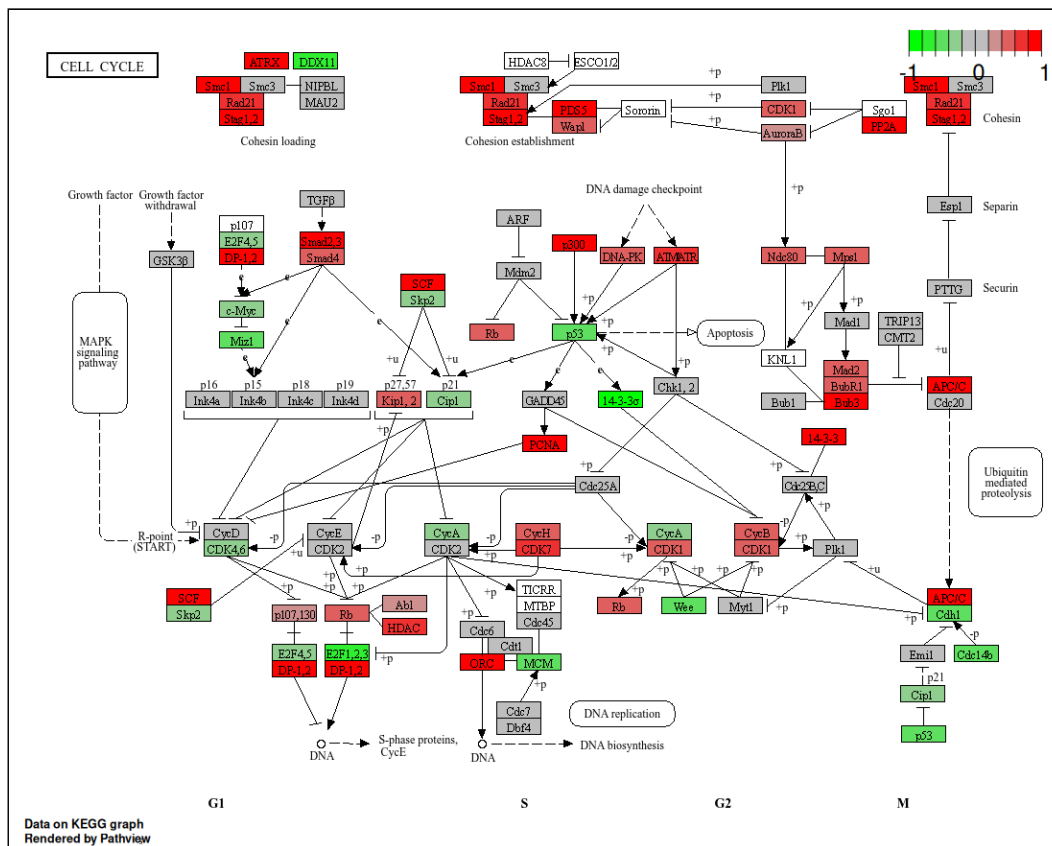 CELL CYCLE
-1 0 1
ATRX DDX11
Smc1 Smc3 NIPBL
Rad21 MAU2
Stag1,2
Cohesin loading
HDAC8 ESCO1/2
Smc1 Smc3
Rad21
Stag1,2
PDS5
Wapl
Sororin
Cohesion establishment
+p
Plk1
+p
CDK1
+p
AuroraB
Sgo1
PP2A
Smc1 Smc3
Rad21
Stag1,2
Cohesin
Growth factor
Growth factor
withdrawal
TGFβ
p107
E2F4,5
DP-1,2
GSK3β
Smad2,3
Smad4
e
e
c-Myc
Miz1
e
e
MAPK
signaling
pathway
SCF
Skp2
+u
+u
DNA damage checkpoint
ARF
Mdm2
p300
DNA-PK
ATM/ATR
Rb
+p
+p
p53
+p
Apoptosis
e
e
e
+p
Ndc80
Mps1
+p
+p
Mad1
KNL1
Mad2
BubR1
Bub1
Bub3
TRIP13
CMT2
Esp1
Separin
PTTG
Securin
+u
APC/C
Cdc20
p16 p15 p18 p19 p27,57 p21
Ink4a Ink4b Ink4c Ink4d Kip1, 2 Cip1
+p
GADD45
14-3-3σ
+p
Chk1, 2
PCNA
14-3-3
+p
Cdc25A
+p
Cdc25B,C
Ubiquitin
mediated
proteolysis
R-point
(START)
+p
CycD
CDK4,6
-p
+u
CycE
CDK2
-p
CycA
CDK2
-p
+p
CycH
CDK7
+p
-p
CycA
CDK1
CycB
CDK1
-p
+p
+p
Plk1
+u
SCF
Skp2
+p
+p
+p
+p
p107,130
Rb
Abl
HDAC
E2F4,5
DP-1,2
E2F1,2,3
DP-1,2
+p
+p
TICRR
MTBP
Cdc45
Cdc6
Cdt1
ORC
MCM
+p
Cdc7
Dbf4
+p
Rb
+p
Wee
+p
Myt1
+p
+p
APC/C
Cdh1
-p
Emi1
Cdc14b
p21
Cip1
p53
DNA
S-phase proteins,
CycE
DNA
DNA replication
DNA biosynthesis
G1 S G2 M
Data on KEGG graph
Rendered by Pathview